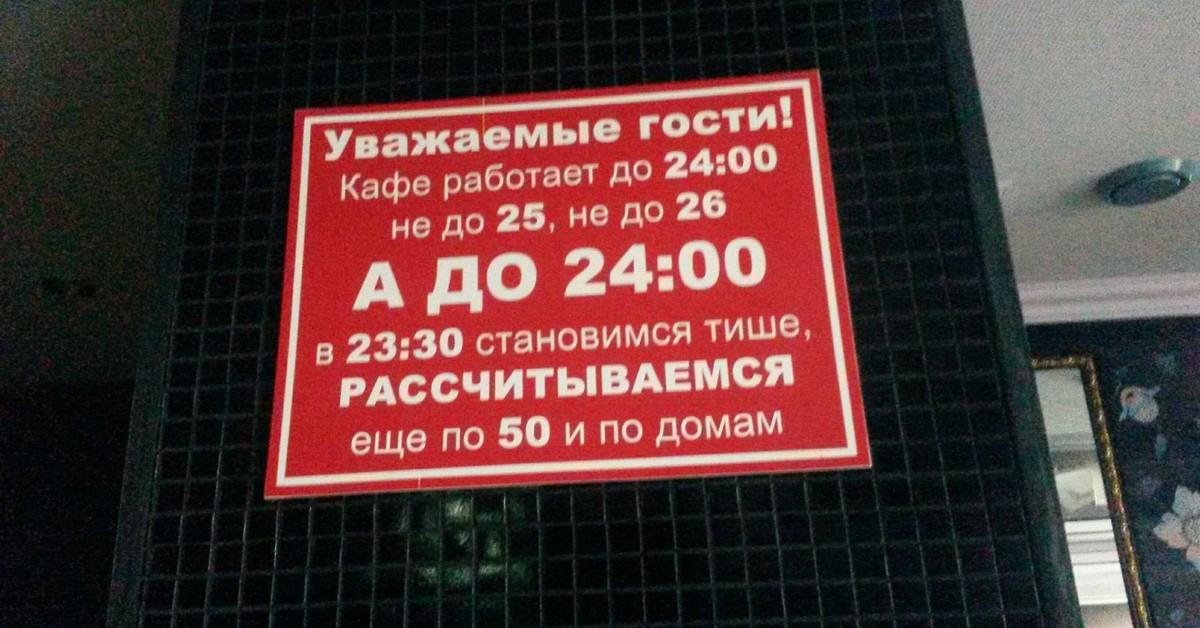 Уважаемые гости!
Кафе работает до 24:00
не до 25, не до 26
А ДО 24:00
в 23:30 становимся тише,
РАССЧИТЫВАЕМСЯ
еще по 50 и по домам